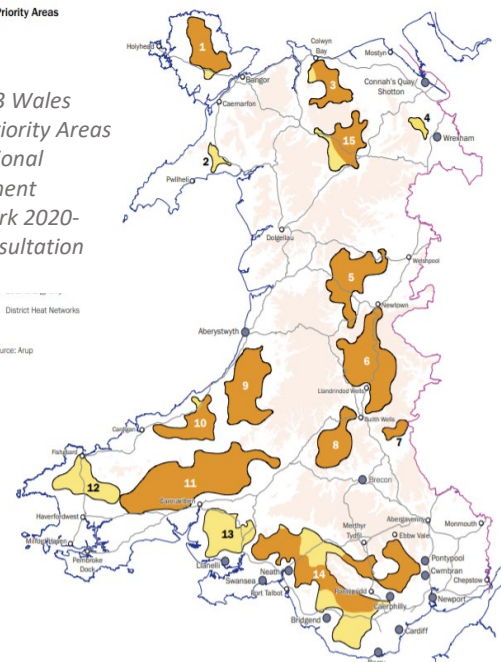 Priority Areas
3 Wales
riority Areas
ional
ment
rk 2020-
sultation
District Heat Networks
urce: Arup
Holyhead
1
Bangor
Caernarfon
Colwyn
Bay
Mostyn
3
Connah's Quay/
Shotton
4
Wrexham
15
2
Pwllheli
Dolgellau
Welshpool
5
Newtown
Aberystwyth
6
9
Llandrindod Wells
Builth Wells
7
8
10
Cardigan
Fishguard
11
12
Carmarthen
Brecon
Haverfordwest
Milford Haven
Pembroke
Dock
13
Llanelli
Swansea
Neath
Port Talbot
Merthyr
Tydfil
Abergavenny
Monmouth
Ebbw Vale
Pontypool
Cwmbran
Chepstow
14
Caerphilly
Newport
Bridgend
Cardiff